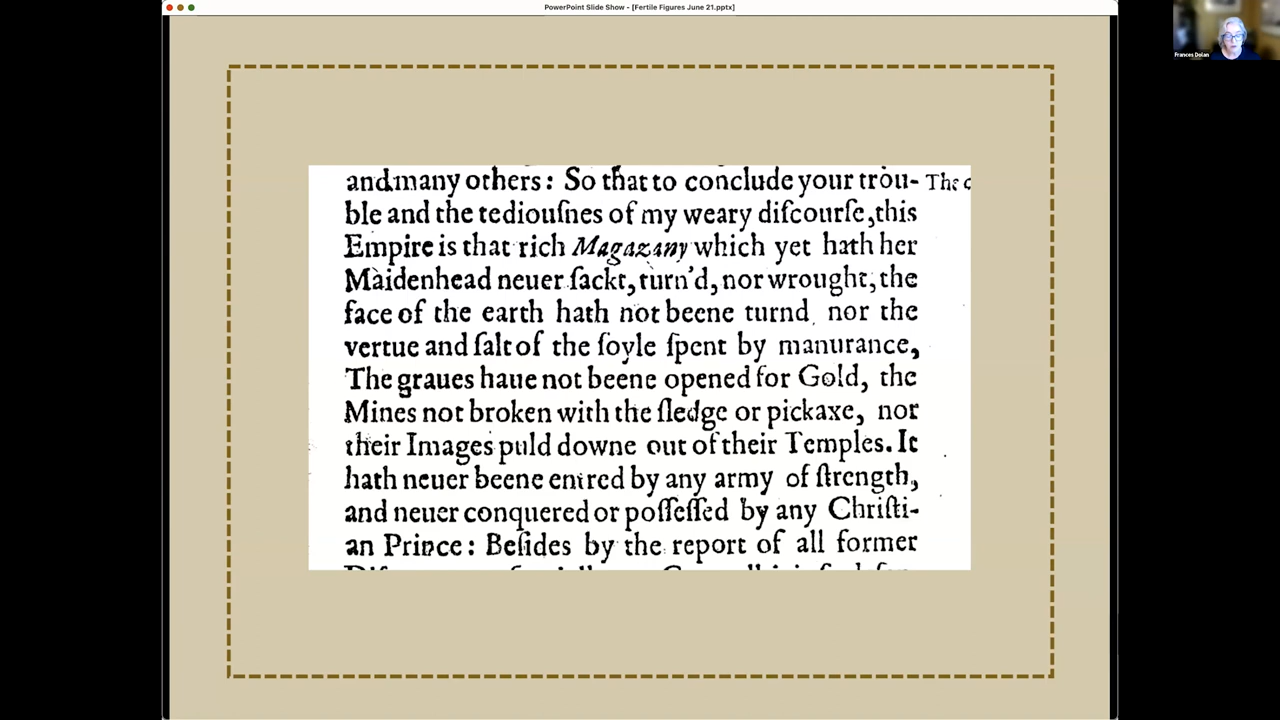 PowerPoint Slide Show - [Fertile Figures June 21.pptx]
Frances Dolan
and many others: So that to conclude your trou- The
ble and the tediouſnes of my weary diſcourſe,this
Empire is that rich Magazany which yet hath her
Maidenhead neuer ſackt, turn'd, nor wrought, the
face of the earth hath not beene turnd nor the
vertue and ſalt of the ſoyle ſpent by manurance,
The graues haue not beene opened for Gold, the
Mines not broken with the ſledge or pickaxe, nor
their Images puld downe out of their Temples. It
hath neuer beene entred by any army of ſtrength,
and neuer conquered or poſſeſſed by any Chriſti-
an Prince: Beſides by the report of all former